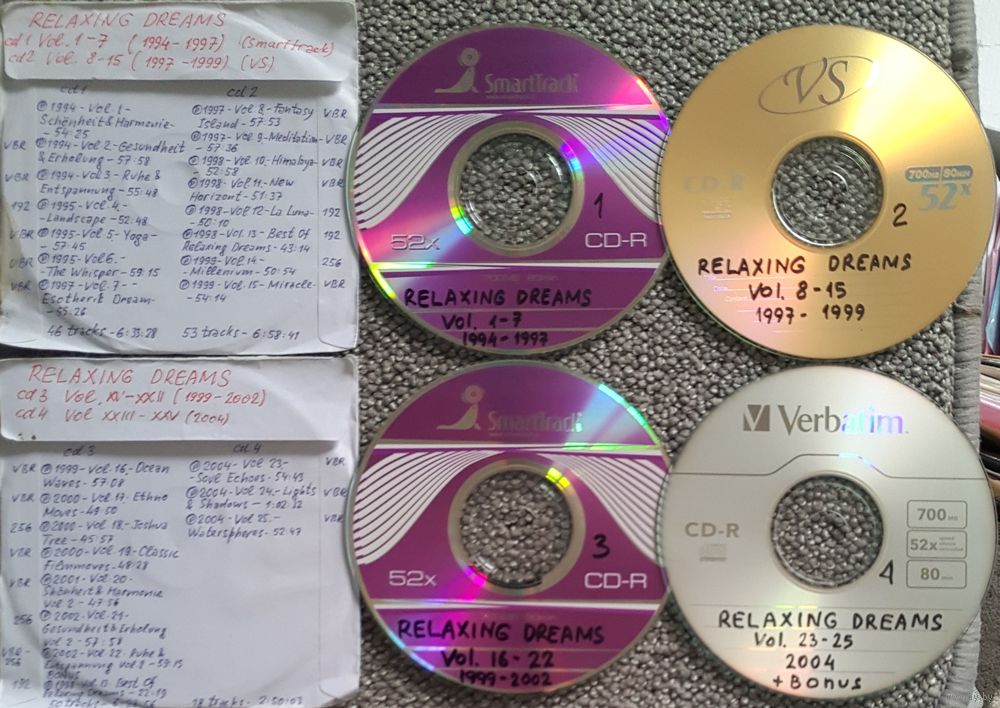 RELAXING DREAMS
cd1 Vol. 1-7 (1994-1997) (Smarttrack)
cd2 Vol. 8-15 (1997-1999) (VS)
cd1
VBR
℗1994-Vol.1-
Schönheit & Harmonie-
- 54:25
VBR ℗1994-Vol.2-Gesundheit
& Erholung - 57:58
VBR ℗1994-Vol3-Ruhe &
Entspannung - 55:48
192 ℗1995-Vol.4-
-Landscape - 52:48
VBR ℗1995-Vol 5.-Yoga-
- 57:45
VBR ℗1995-Vol6.-
-The Whisper - 59:15
VBR ℗1997-Vol.7-
Esotherik Dream-
-55:26
46 tracks - 6:33:28
cd2
℗1997-Vol.8-Fantasy VBR
Island - 57:53
℗1997-Vol 9-Meditation- VBR
- 57:36
℗1998-Vol.10-Himalaya- VBR
- 52:58
℗1998-Vol.11.-New VBR
Horizont - 51:37
℗1998-Vol.12-La Luna- 192
- 50:10
℗1998-Vol.13-Best Of 192
Relaxing Dreams - 43:14
℗1999-Vol.14- 256
- Millenium - 50:54
℗1999-Vol.15-Miracle- VBR
- 54:14
53 tracks - 6:58:41
SmartTrack
1
52x
CD-R
RELAXING DREAMS
Vol. 1-7
1994-1997
VS
CD-R
700MB/80MIN
52x
2
RELAXING DREAMS
Vol. 8-15
1997-1999
RELAXING DREAMS
cd3 Vol. XV-XXII (1999-2002)
cd4 Vol XXIII-XXV (2004)
cd3
VBR ℗1999-Vol.16-Ocean
Waves - 57:08
VBR ℗2000-Vol 17-Ethno
Moves - 49:50
256 ℗2000-Vol.18.-Joshua
Tree - 45:57
VBR ℗2000-Vol.19-Classic
Filmmoves - 48:28
VBR ℗2001-Vol.20-
Shönheit & Harmonie
vol 2 - 47:56
256 ℗2002-Vol.21-
Gesundheit & Erholung
vol 2 - 57:58
VBR-256 ℗2002-Vol.22-Ruhe &
Entspannung vol.2 - 59:15
BONUS
192 Best Of
cd4
℗2004-Vol 23- VBR
-Soul Echoes - 54:43
℗2004-Vol 24.-Lights VBR
& Shadows - 1:02:32
℗2004-Vol 25.- VBR
Waterspheres - 52:47
18 tracks - 2:50:03
SmartTrack
3
52x
CD-R
RELAXING DREAMS
Vol. 16-22
1999-2002
Verbatim
CD-R
700 MB
52x
80 min
4
RELAXING DREAMS
Vol. 23-25
2004
+ Bonus